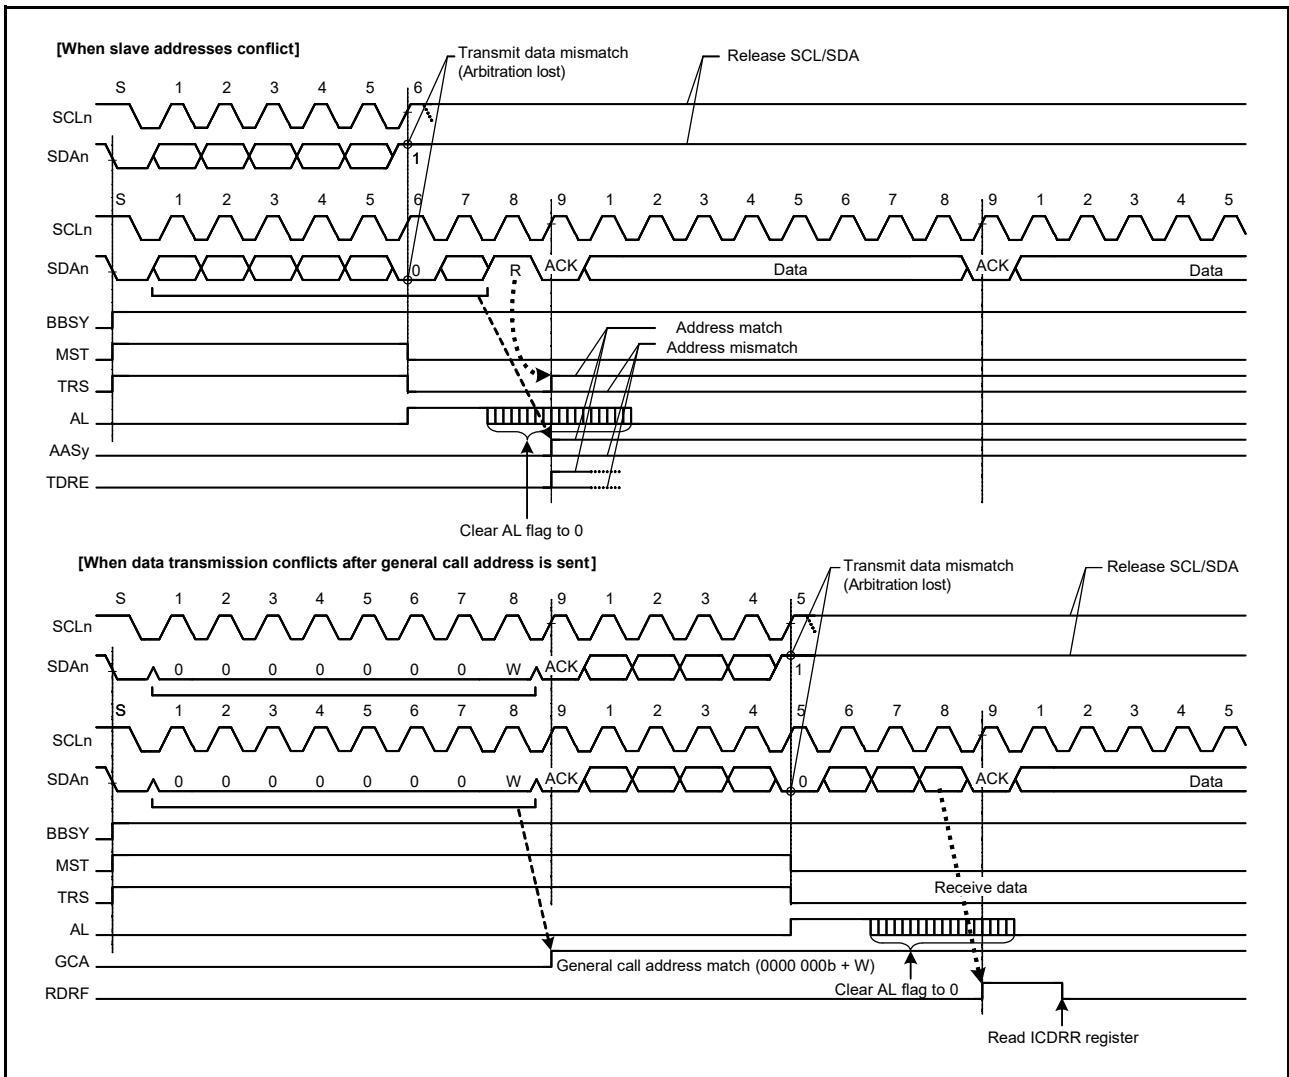 [When slave addresses conflict]
Transmit data mismatch
(Arbitration lost)
Release SCL/SDA
S 1 2 3 4 5 6
SCLn
SDAn
1
S 1 2 3 4 5 6 7 8 9 1 2 3 4 5 6 7 8 9 1 2 3 4 5
SCLn
SDAn 0 R ACK Data ACK Data
BBSY
Address match
MST
Address mismatch
TRS
AL
AASy
TDRE
Clear AL flag to 0
[When data transmission conflicts after general call address is sent]
Transmit data mismatch
(Arbitration lost)
Release SCL/SDA
S 1 2 3 4 5 6 7 8 9 1 2 3 4 5
SCLn
SDAn 0 0 0 0 0 0 0 W ACK 1
S 1 2 3 4 5 6 7 8 9 1 2 3 4 5 6 7 8 9 1 2 3 4 5
SCLn
SDAn 0 0 0 0 0 0 0 W ACK 0 ACK Data
BBSY
MST
TRS
Receive data
AL
GCA
General call address match (0000 000b + W)
Clear AL flag to 0
RDRF
Read ICDRR register